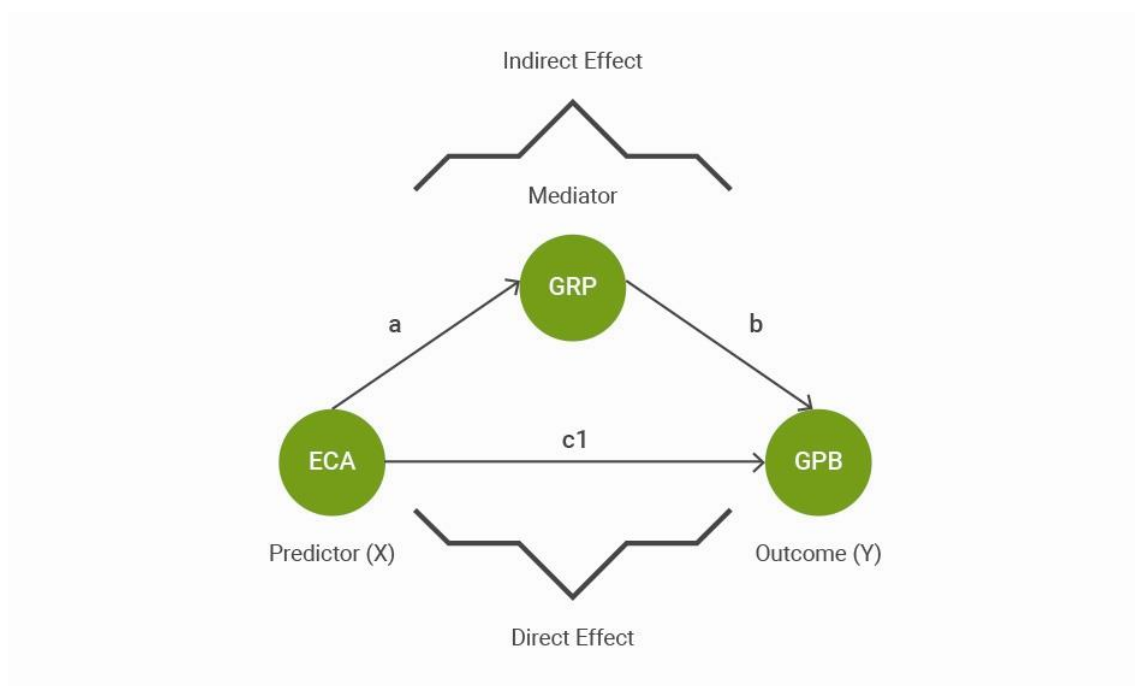 Indirect Effect
Mediator
GRP
a
b
c1
ECA
GPB
Predictor (X)
Outcome (Y)
Direct Effect